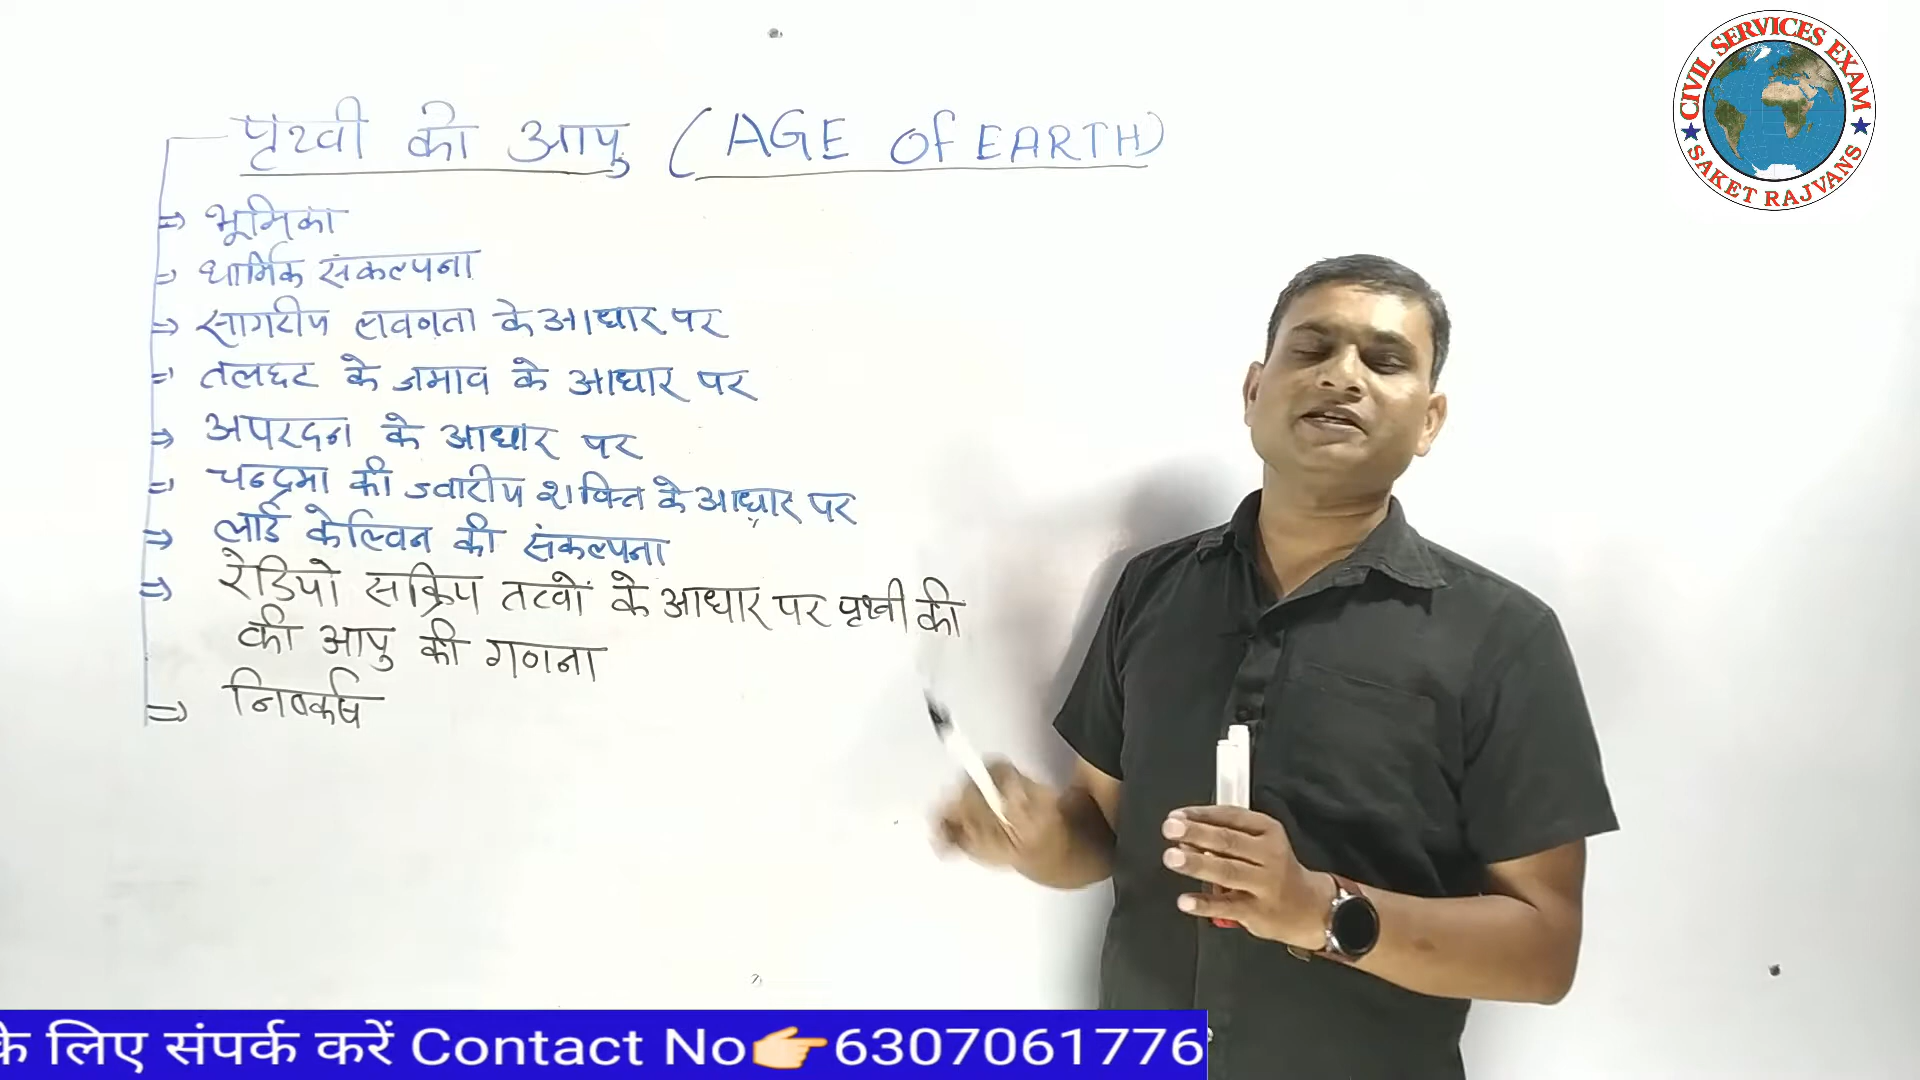 पृथ्वी की आयु (AGE Of EARTH)
⇒ भूमिका
⇒ धार्मिक संकल्पना
⇒ सागरीय लवणता के आधार पर
⇒ तलछट के जमाव के आधार पर
⇒ अपरदन के आधार पर
⇒ चन्द्रमा की ज्वारीय शक्ति के आधार पर
⇒ लार्ड केल्विन की संकल्पना
⇒ रेडियो सक्रिय तत्वों के आधार पर पृथ्वी की
की आयु की गणना
⇒ निष्कर्ष
CIVIL SERVICES EXAM
SAKET RAJVANS
के लिए संपर्क करें Contact No👉6307061776